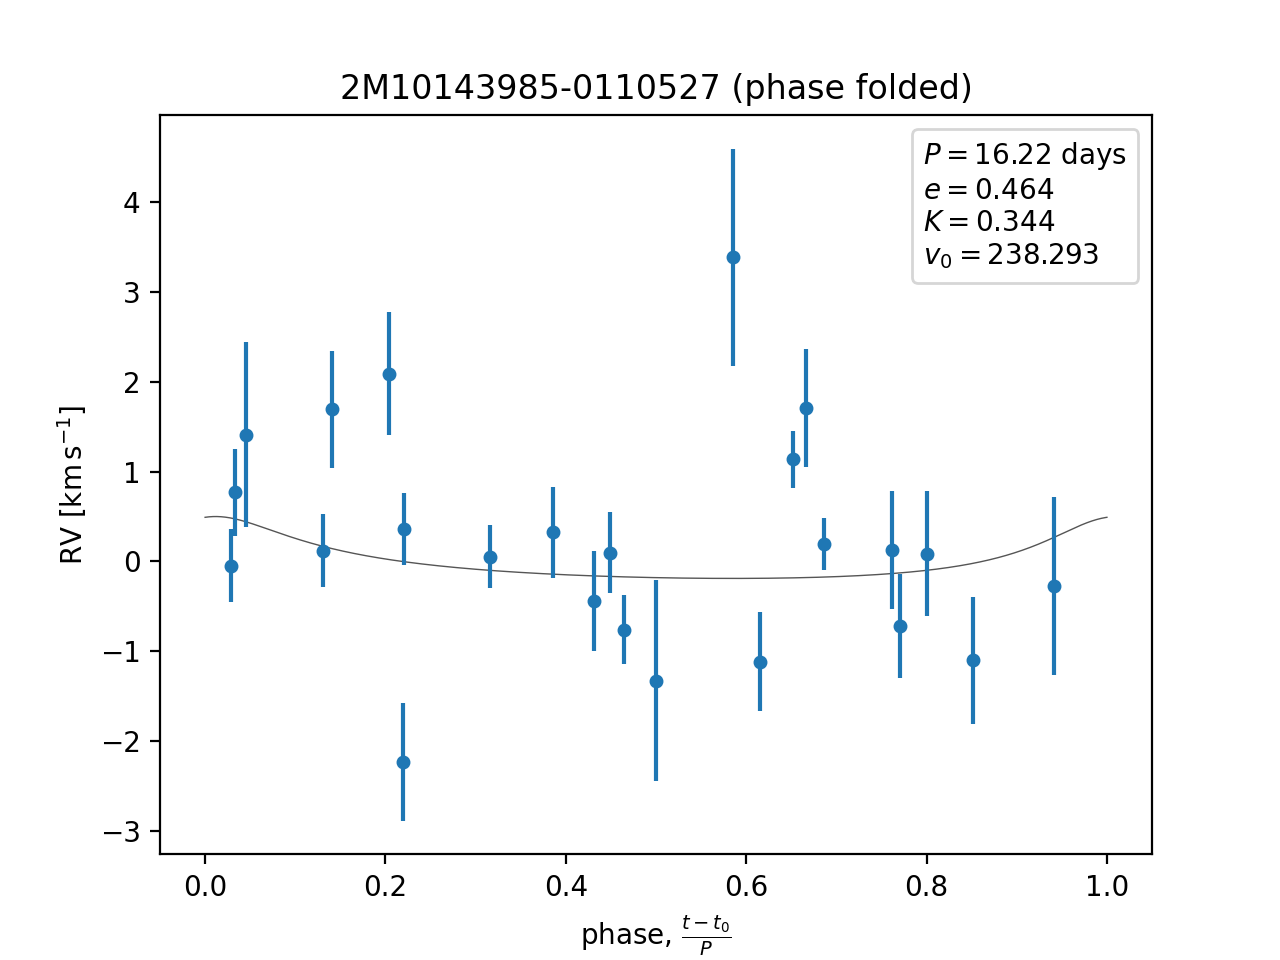 2M10143985-0110527 (phase folded)
P = 16.22 days
e = 0.464
K = 0.344
v₀ = 238.293
4
3
2
1
0
−1
−2
−3
RV [km s⁻¹]
0.0 0.2 0.4 0.6 0.8 1.0
phase, (t − t₀)/P